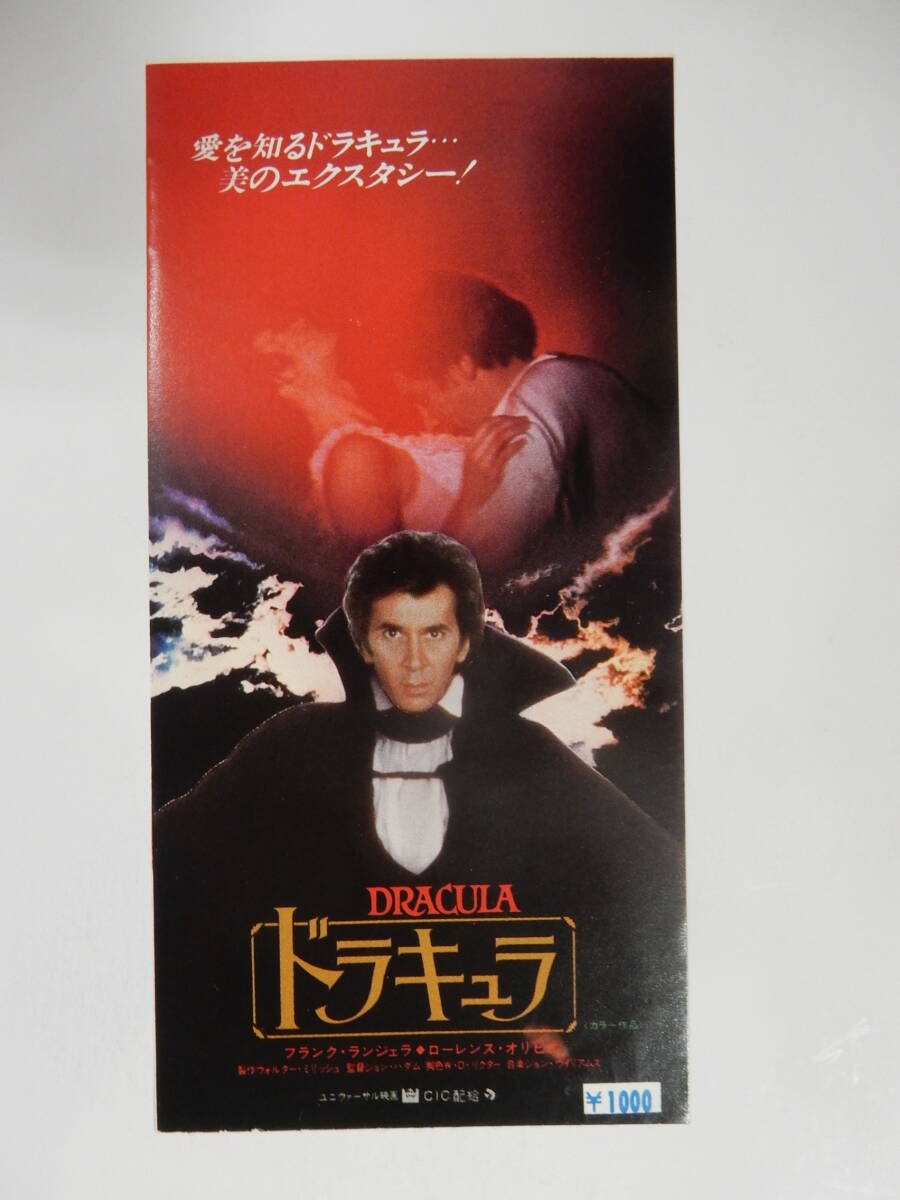 愛を知るドラキュラ…
美のエクスタシー!
DRACULA
ドラキュラ
〈カラー作品〉
フランク・ランジェラ◆ローレンス・オリビエ
製作ウォルター・ミリッシュ 監督ジョン・バダム 脚色W・D・リクター 音楽ジョン・ウイリアムス
ユニヴァーサル映画 CIC配給
¥1000